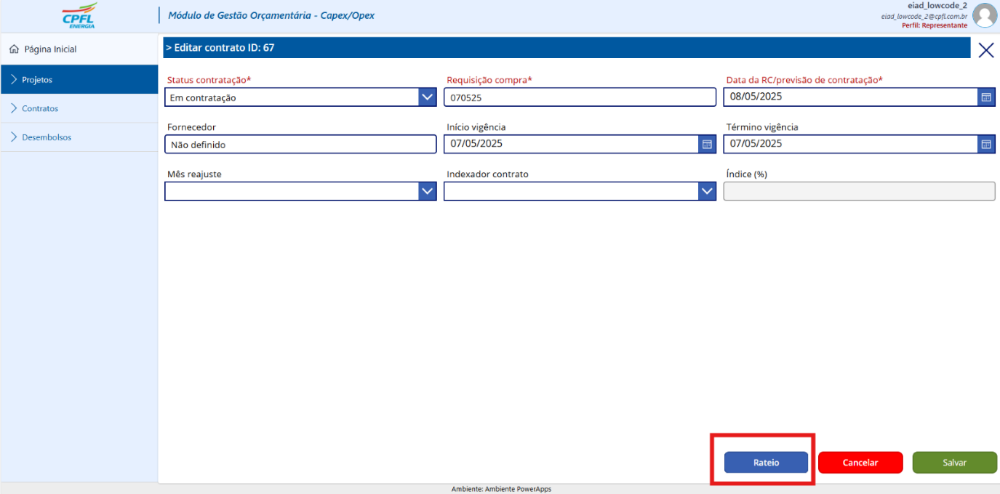 CPFL
ENERGIA
Módulo de Gestão Orçamentária - Capex/Opex
eiad_lowcode_2
eiad_lowcode_2@cpfl.com.br
Perfil: Representante
Página Inicial
Projetos
Contratos
Desembolsos
> Editar contrato ID: 67
Status contratação* Requisição compra* Data da RC/previsão de contratação*
Em contratação 070525 08/05/2025
Fornecedor Início vigência Término vigência
Não definido 07/05/2025 07/05/2025
Mês reajuste Indexador contrato Índice (%)
Rateio Cancelar Salvar
Ambiente: Ambiente PowerApps